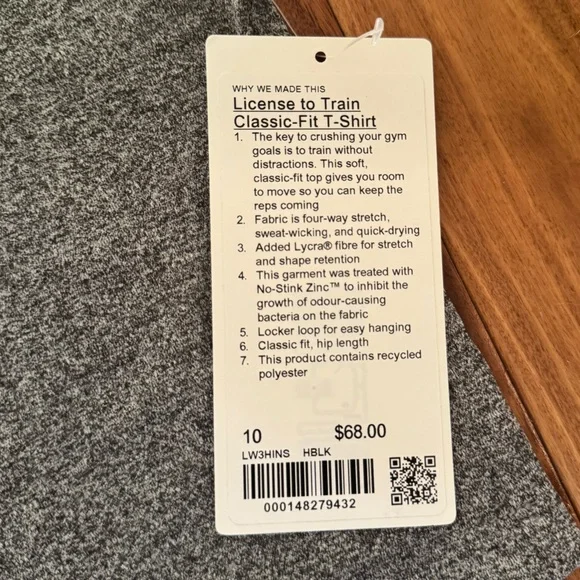 WHY WE MADE THIS
License to Train
Classic-Fit T-Shirt
1. The key to crushing your gym
goals is to train without
distractions. This soft,
classic-fit top gives you room
to move so you can keep the
reps coming
2. Fabric is four-way stretch,
sweat-wicking, and quick-drying
3. Added Lycra® fibre for stretch
and shape retention
4. This garment was treated with
No-Stink Zinc™ to inhibit the
growth of odour-causing
bacteria on the fabric
5. Locker loop for easy hanging
6. Classic fit, hip length
7. This product contains recycled
polyester
10 $68.00
LW3HINS HBLK
000148279432